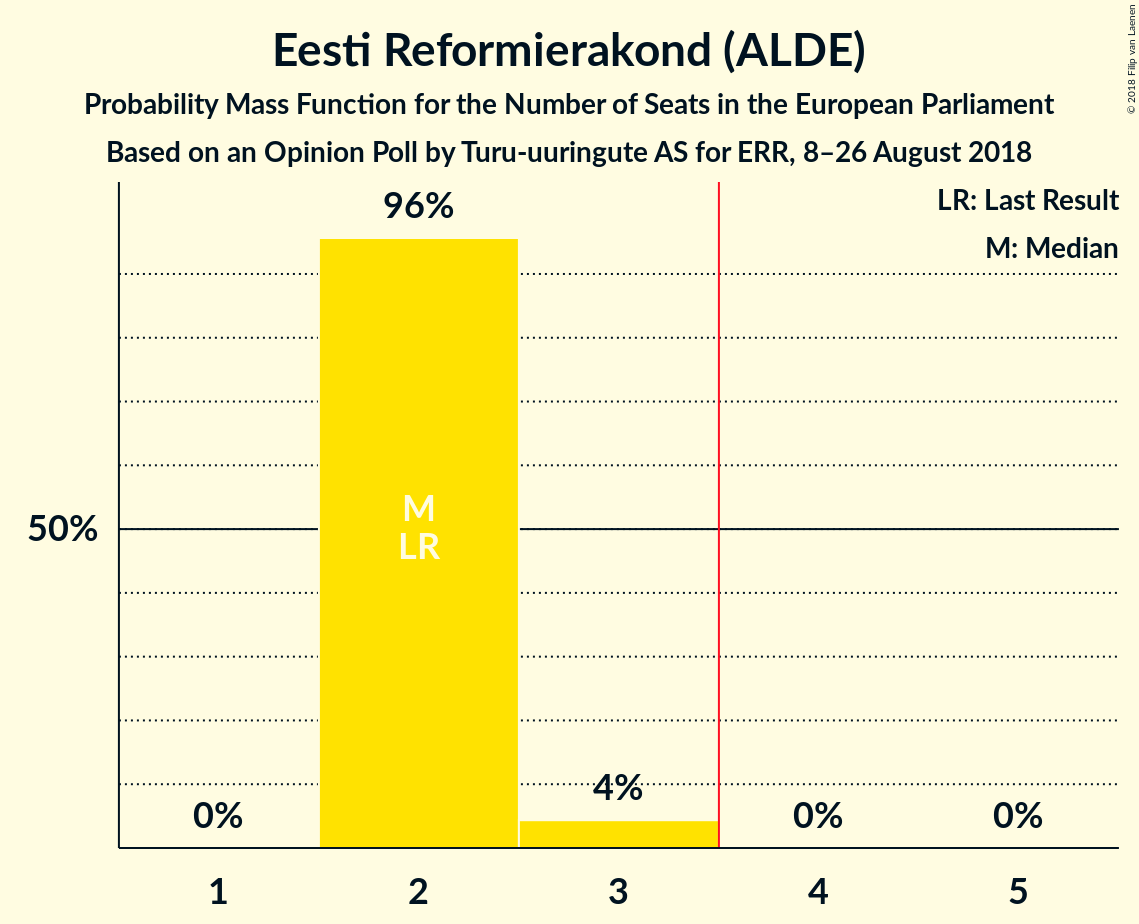 Eesti Reformierakond (ALDE)
Probability Mass Function for the Number of Seats in the European Parliament
Based on an Opinion Poll by Turu-uuringute AS for ERR, 8–26 August 2018
© 2018 Filip van Laenen
LR: Last Result
M: Median
96%
50%
M
LR
0%
4%
0%
0%
1
2
3
4
5